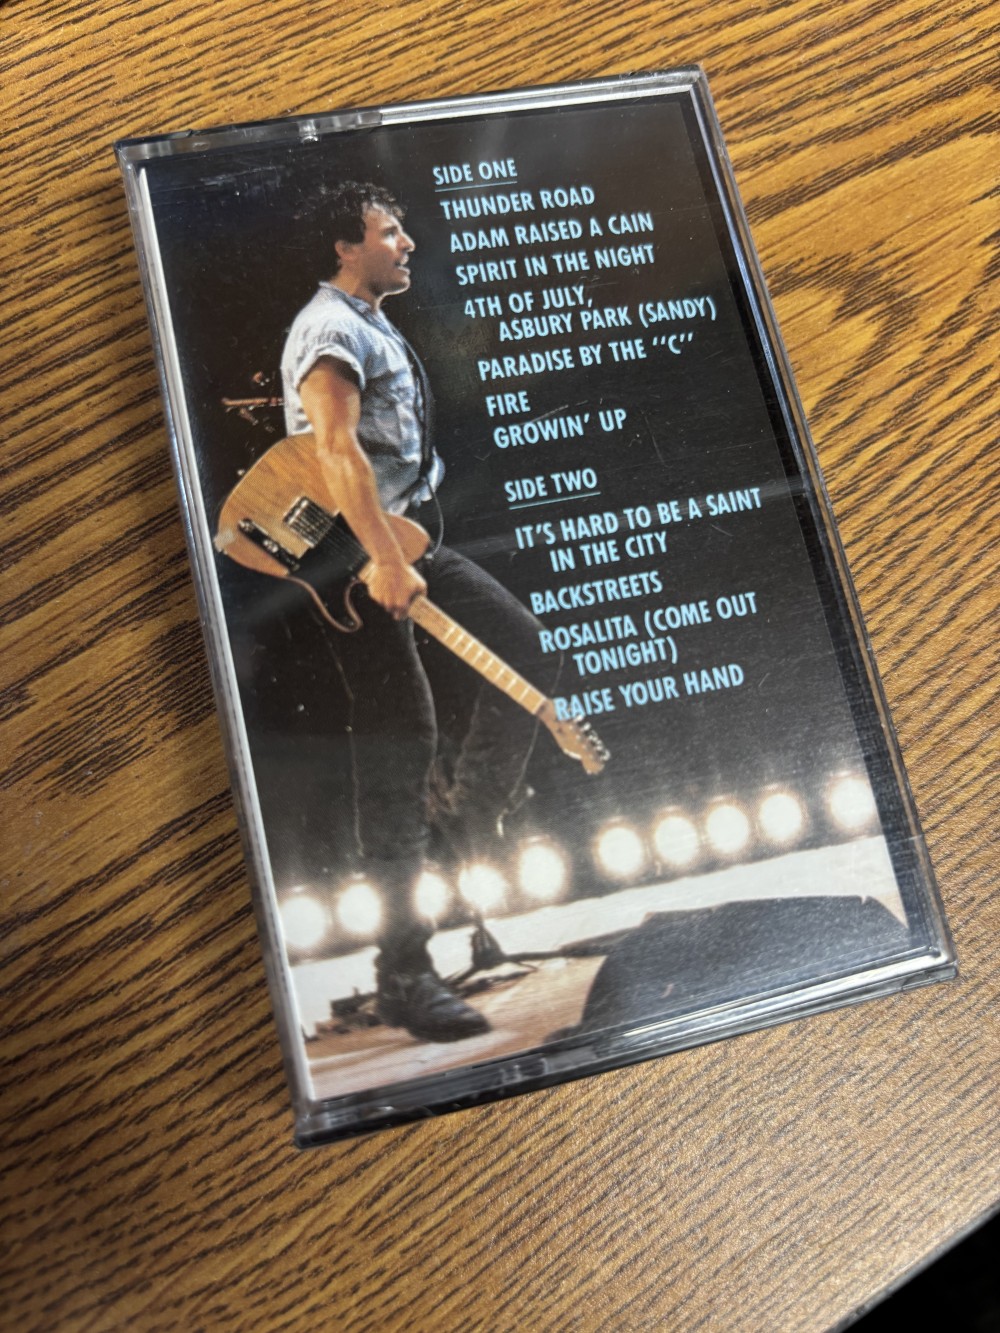 SIDE ONE
THUNDER ROAD
ADAM RAISED A CAIN
SPIRIT IN THE NIGHT
4TH OF JULY,
ASBURY PARK (SANDY)
PARADISE BY THE "C"
FIRE
GROWIN' UP
SIDE TWO
IT'S HARD TO BE A SAINT
IN THE CITY
BACKSTREETS
ROSALITA (COME OUT
TONIGHT)
RAISE YOUR HAND